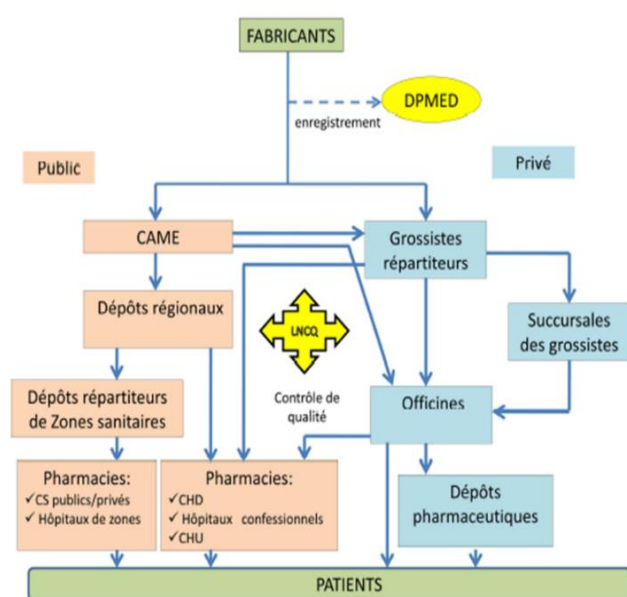 FABRICANTS
DPMED
enregistrement
Public
Privé
CAME
Grossistes
répartiteurs
Dépôts régionaux
LNCQ
Succursales
des grossistes
Dépôts répartiteurs
de Zones sanitaires
Contrôle de
qualité
Officines
Pharmacies:
✓CS publics/privés
✓ Hôpitaux de zones
Pharmacies:
✓CHD
✓ Hôpitaux confessionnels
✓CHU
Dépôts
pharmaceutiques
PATIENTS